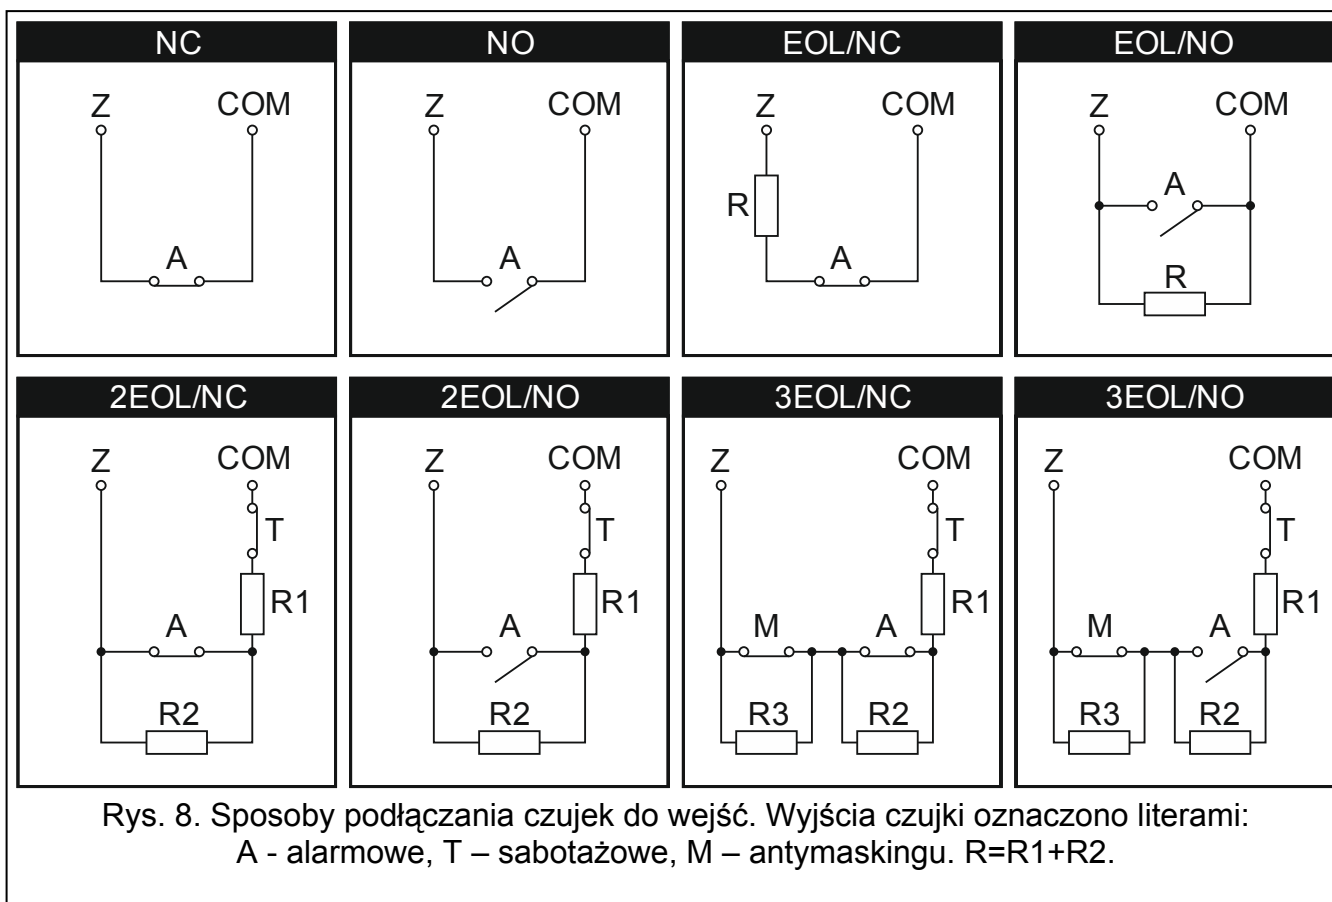 NC
NO
EOL/NC
EOL/NO
Z COM
Z COM
Z COM
Z COM
A
A
R
A
A
R
2EOL/NC
2EOL/NO
3EOL/NC
3EOL/NO
Z COM
T
R1
A
R2
Z COM
T
R1
A
R2
Z COM
T
R1
M A
R3 R2
Z COM
T
R1
M A
R3 R2
Rys. 8. Sposoby podłączania czujek do wejść. Wyjścia czujki oznaczono literami:
A - alarmowe, T – sabotażowe, M – antymaskingu. R=R1+R2.